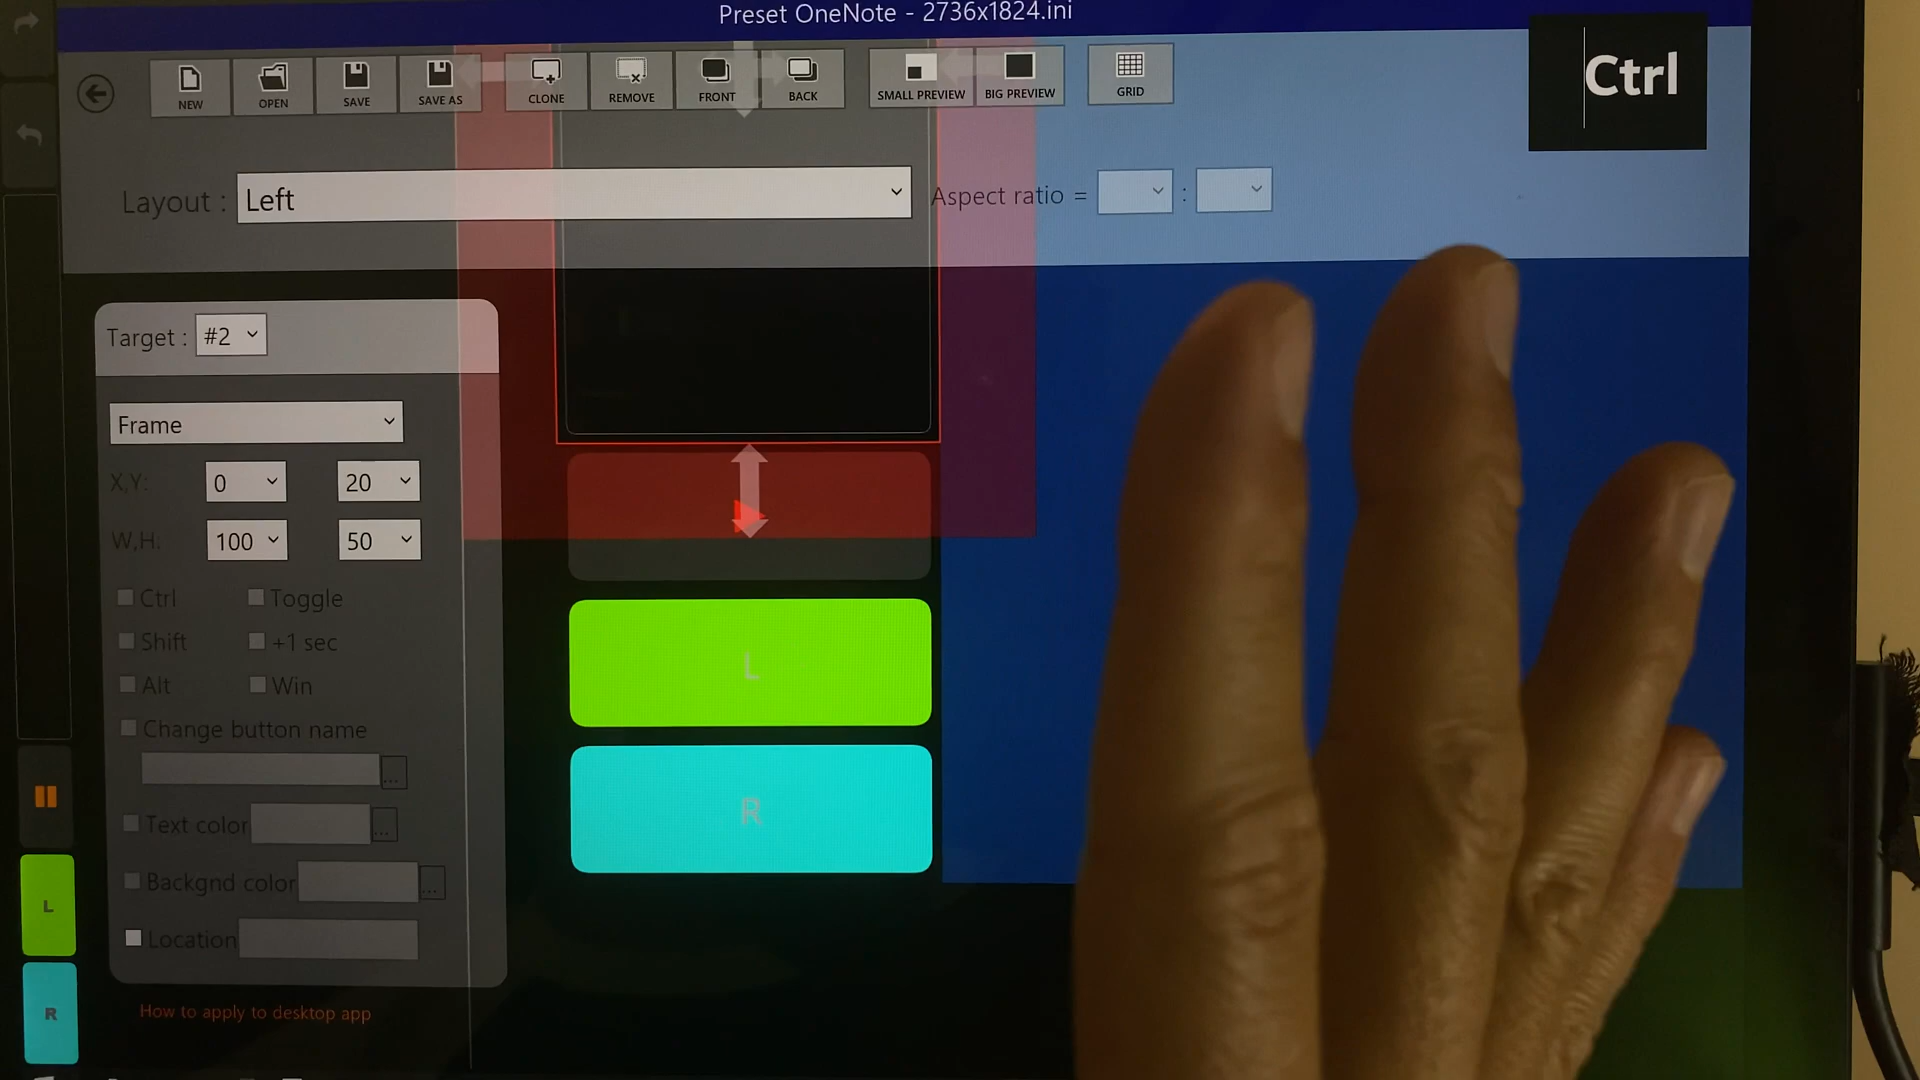 Preset OneNote - 2736x1824.ini
NEW
OPEN
SAVE
SAVE AS
CLONE
REMOVE
FRONT
BACK
SMALL PREVIEW
BIG PREVIEW
GRID
Ctrl
Layout : Left
Aspect ratio = :
Target : #2
Frame
X,Y: 0 20
W,H: 100 50
Ctrl Toggle
Shift +1 sec
Alt Win
Change button name
...
Text color ...
Backgnd color ...
Location
How to apply to desktop app
L
R
L
R